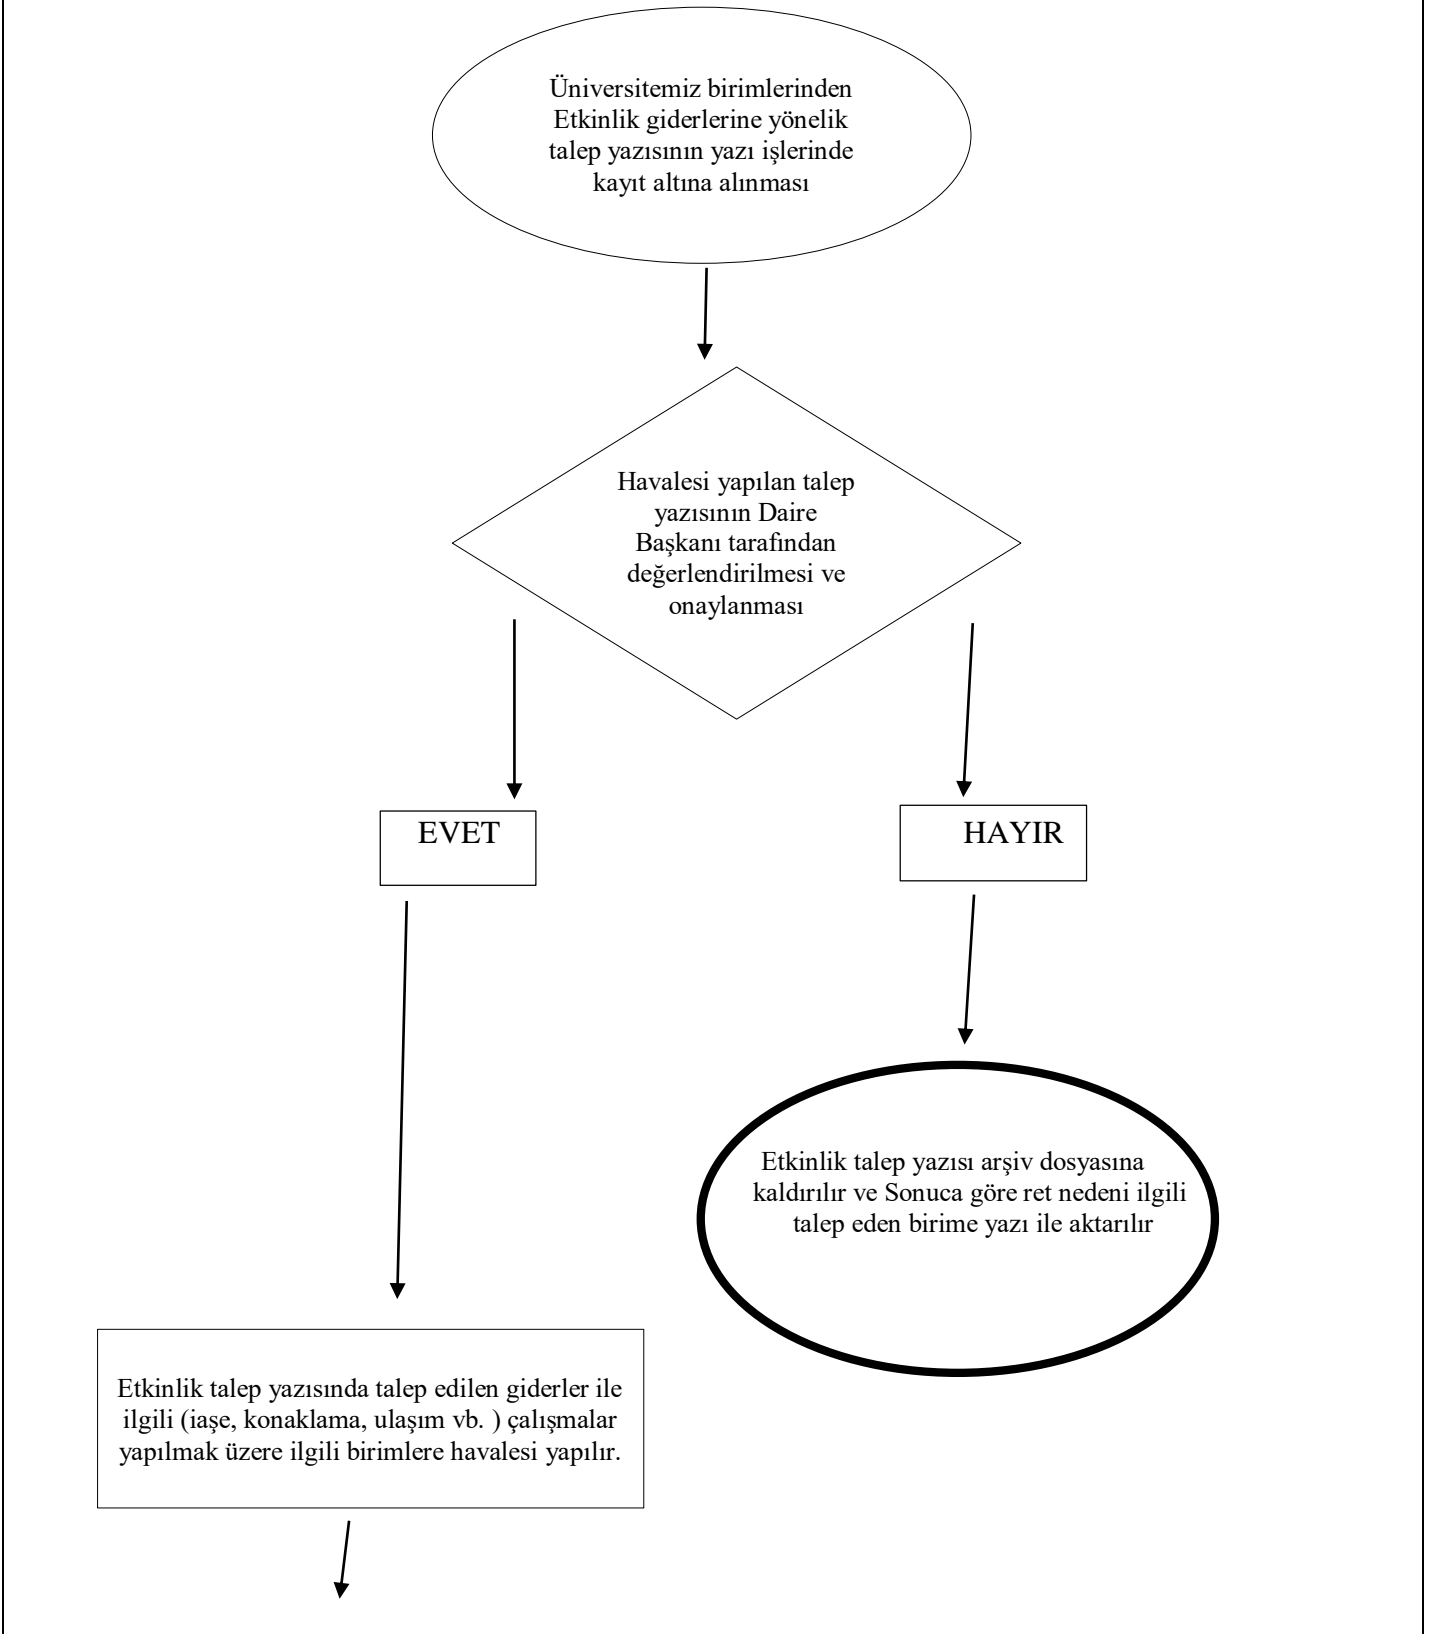 Üniversitemiz birimlerinden
Etkinlik giderlerine yönelik
talep yazısının yazı işlerinde
kayıt altına alınması
Havalesi yapılan talep
yazısının Daire
Başkanı tarafından
değerlendirilmesi ve
onaylanması
EVET
HAYIR
Etkinlik talep yazısı arşiv dosyasına
kaldırılır ve Sonuca göre ret nedeni ilgili
talep eden birime yazı ile aktarılır
Etkinlik talep yazısında talep edilen giderler ile
ilgili (iaşe, konaklama, ulaşım vb. ) çalışmalar
yapılmak üzere ilgili birimlere havalesi yapılır.